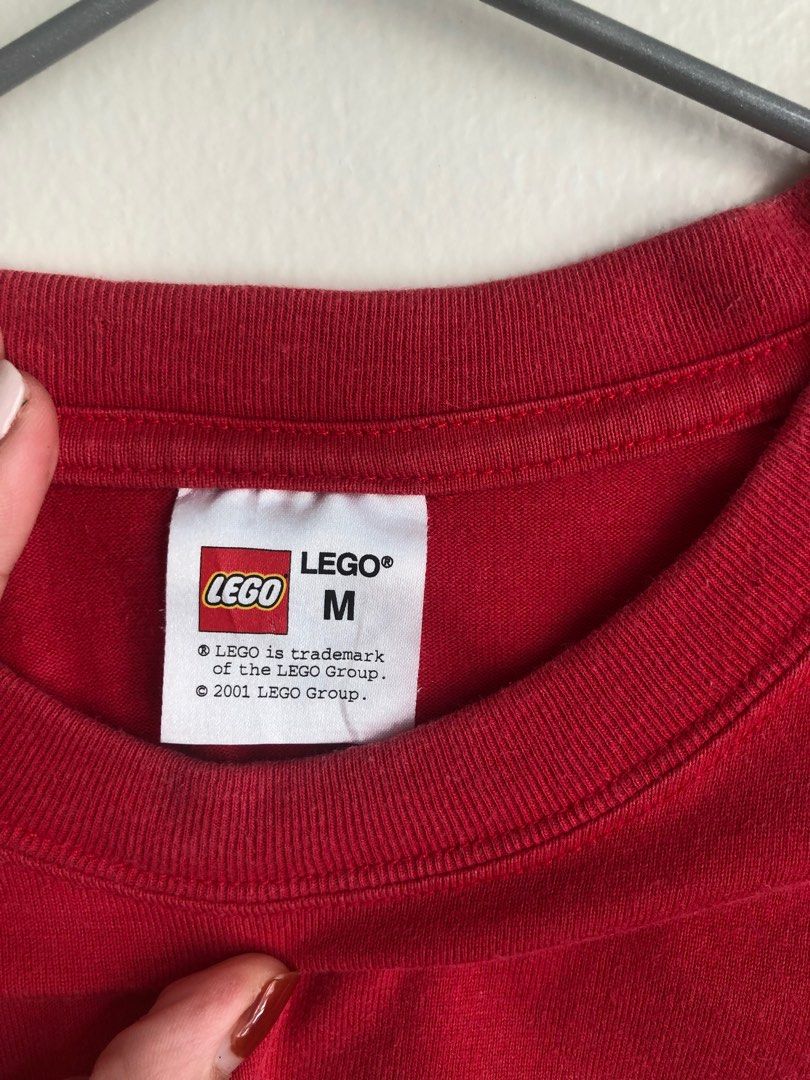 LEGO LEGO®
M
® LEGO is trademark
of the LEGO Group.
© 2001 LEGO Group.